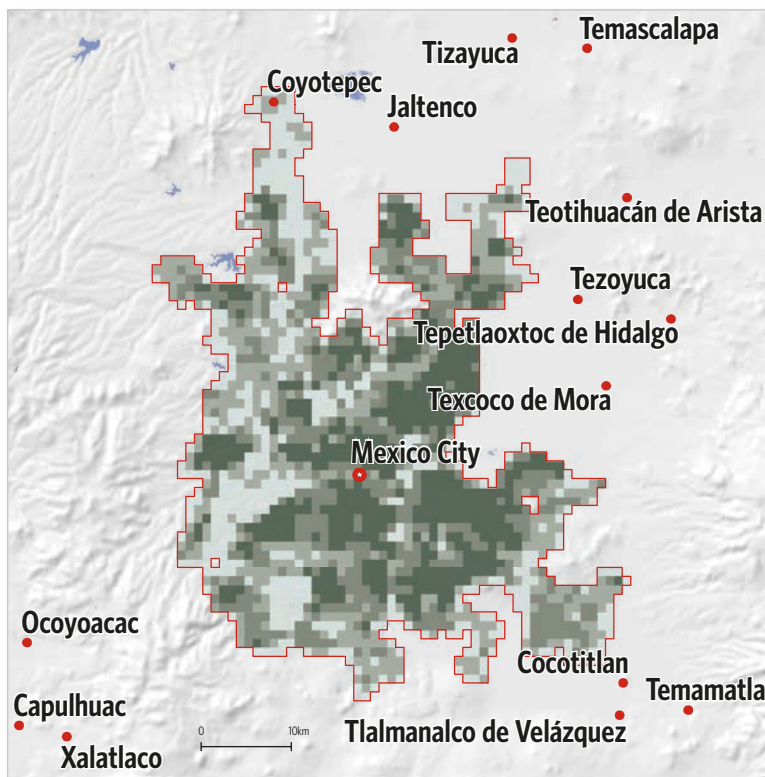 Temascalapa
Tizayuca
Coyotepec
Jaltenco
Teotihuacán de Arista
Tezoyuca
Tepetlaoxtoc de Hidalgo
Texcoco de Mora
Mexico City
Ocoyoacac
Cocotitlan
Temamatla
Capulhuac
Tlalmanalco de Velázquez
Xalatlaco
0 10km